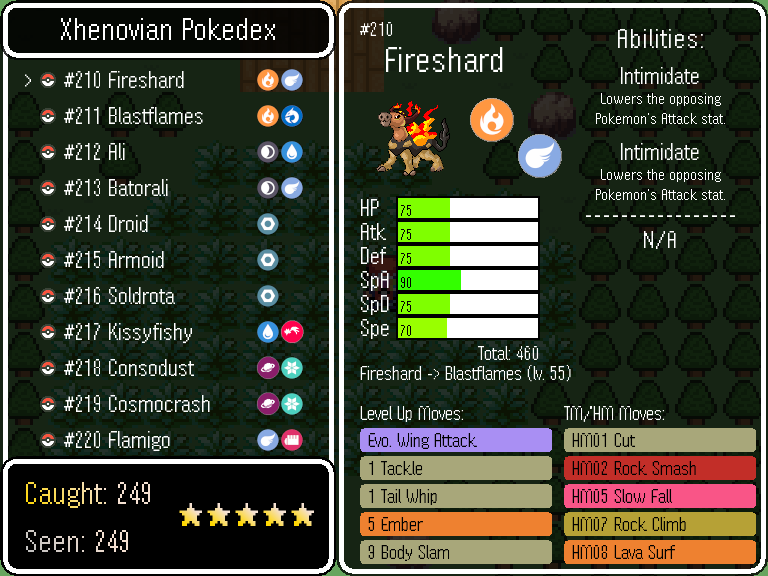 Xhenovian Pokedex
> #210 Fireshard
#211 Blastflames
#212 Ali
#213 Batorali
#214 Droid
#215 Armoid
#216 Soldrota
#217 Kissyfishy
#218 Consodust
#219 Cosmocrash
#220 Flamigo
Caught: 249
Seen: 249
#210
Fireshard
HP 75
Atk 75
Def 75
SpA 90
SpD 75
Spe 70
Total: 460
Fireshard -> Blastflames (lv. 55)
Abilities:
Intimidate
Lowers the opposing
Pokemon's Attack stat.
Intimidate
Lowers the opposing
Pokemon's Attack stat.
N/A
Level Up Moves:
Evo. Wing Attack
1 Tackle
1 Tail Whip
5 Ember
9 Body Slam
TM/HM Moves:
HM01 Cut
HM02 Rock Smash
HM05 Slow Fall
HM07 Rock Climb
HM08 Lava Surf